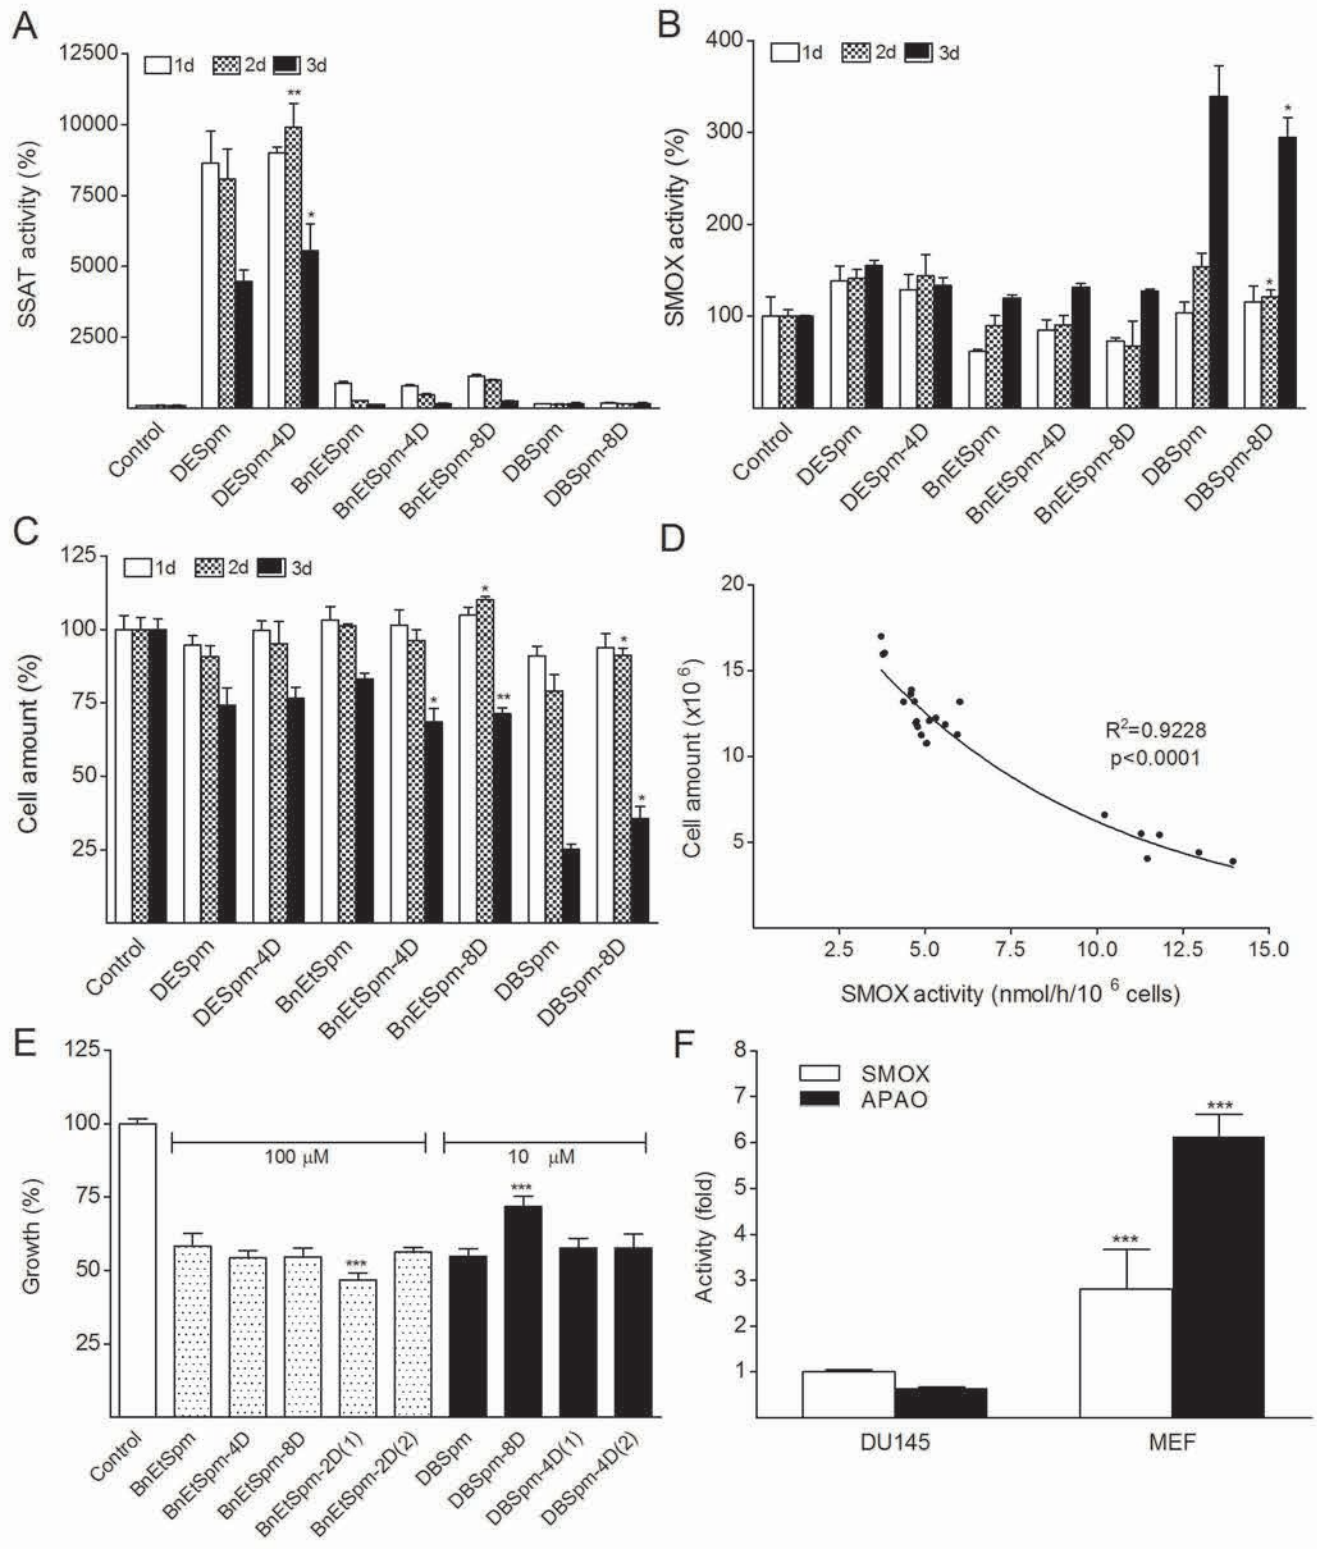 A
12500
10000
7500
5000
2500
SSAT activity (%)
1d 2d 3d
**
*
Control
DESpm
DESpm-4D
BnEtSpm
BnEtSpm-4D
BnEtSpm-8D
DBSpm
DBSpm-8D
B
400
300
200
100
SMOX activity (%)
1d 2d 3d
*
*
Control
DESpm
DESpm-4D
BnEtSpm
BnEtSpm-4D
BnEtSpm-8D
DBSpm
DBSpm-8D
C
125
100
75
50
25
Cell amount (%)
1d 2d 3d
*
*
**
*
*
Control
DESpm
DESpm-4D
BnEtSpm
BnEtSpm-4D
BnEtSpm-8D
DBSpm
DBSpm-8D
D
20
15
10
5
Cell amount (x10 6)
R2=0.9228
p<0.0001
2.5 5.0 7.5 10.0 12.5 15.0
SMOX activity (nmol/h/10 6 cells)
E
125
100
75
50
25
Growth (%)
100 µM
10 µM
***
***
Control
BnEtSpm
BnEtSpm-4D
BnEtSpm-8D
BnEtSpm-2D(1)
BnEtSpm-2D(2)
DBSpm
DBSpm-8D
DBSpm-4D(1)
DBSpm-4D(2)
F
8
7
6
5
4
3
2
1
Activity (fold)
SMOX
APAO
***
***
DU145
MEF